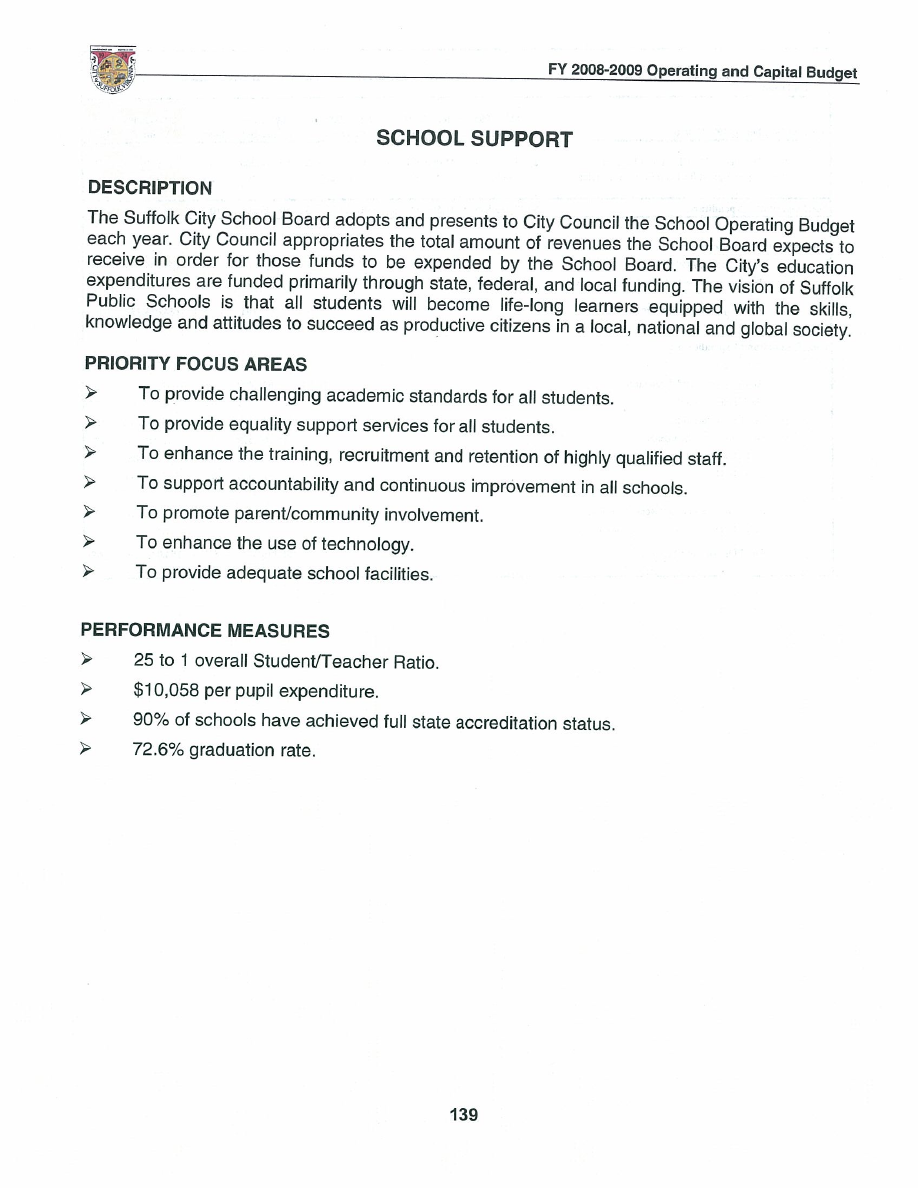 FY 2008-2009 Operating and Capital Budget
SCHOOL SUPPORT
DESCRIPTION
The Suffolk City School Board adopts and presents to City Council the School Operating Budget
each year. City Council appropriates the total amount of revenues the School Board expects to
receive in order for those funds to be expended by the School Board. The City's education
expenditures are funded primarily through state, federal, and local funding. The vision of Suffolk
Public Schools is that all students will become life-long learners equipped with the skills,
knowledge and attitudes to succeed as productive citizens in a local, national and global society.
PRIORITY FOCUS AREAS
➢ To provide challenging academic standards for all students.
➢ To provide equality support services for all students.
➢ To enhance the training, recruitment and retention of highly qualified staff.
➢ To support accountability and continuous improvement in all schools.
➢ To promote parent/community involvement.
➢ To enhance the use of technology.
➢ To provide adequate school facilities.
PERFORMANCE MEASURES
➢ 25 to 1 overall Student/Teacher Ratio.
➢ $10,058 per pupil expenditure.
➢ 90% of schools have achieved full state accreditation status.
➢ 72.6% graduation rate.
139